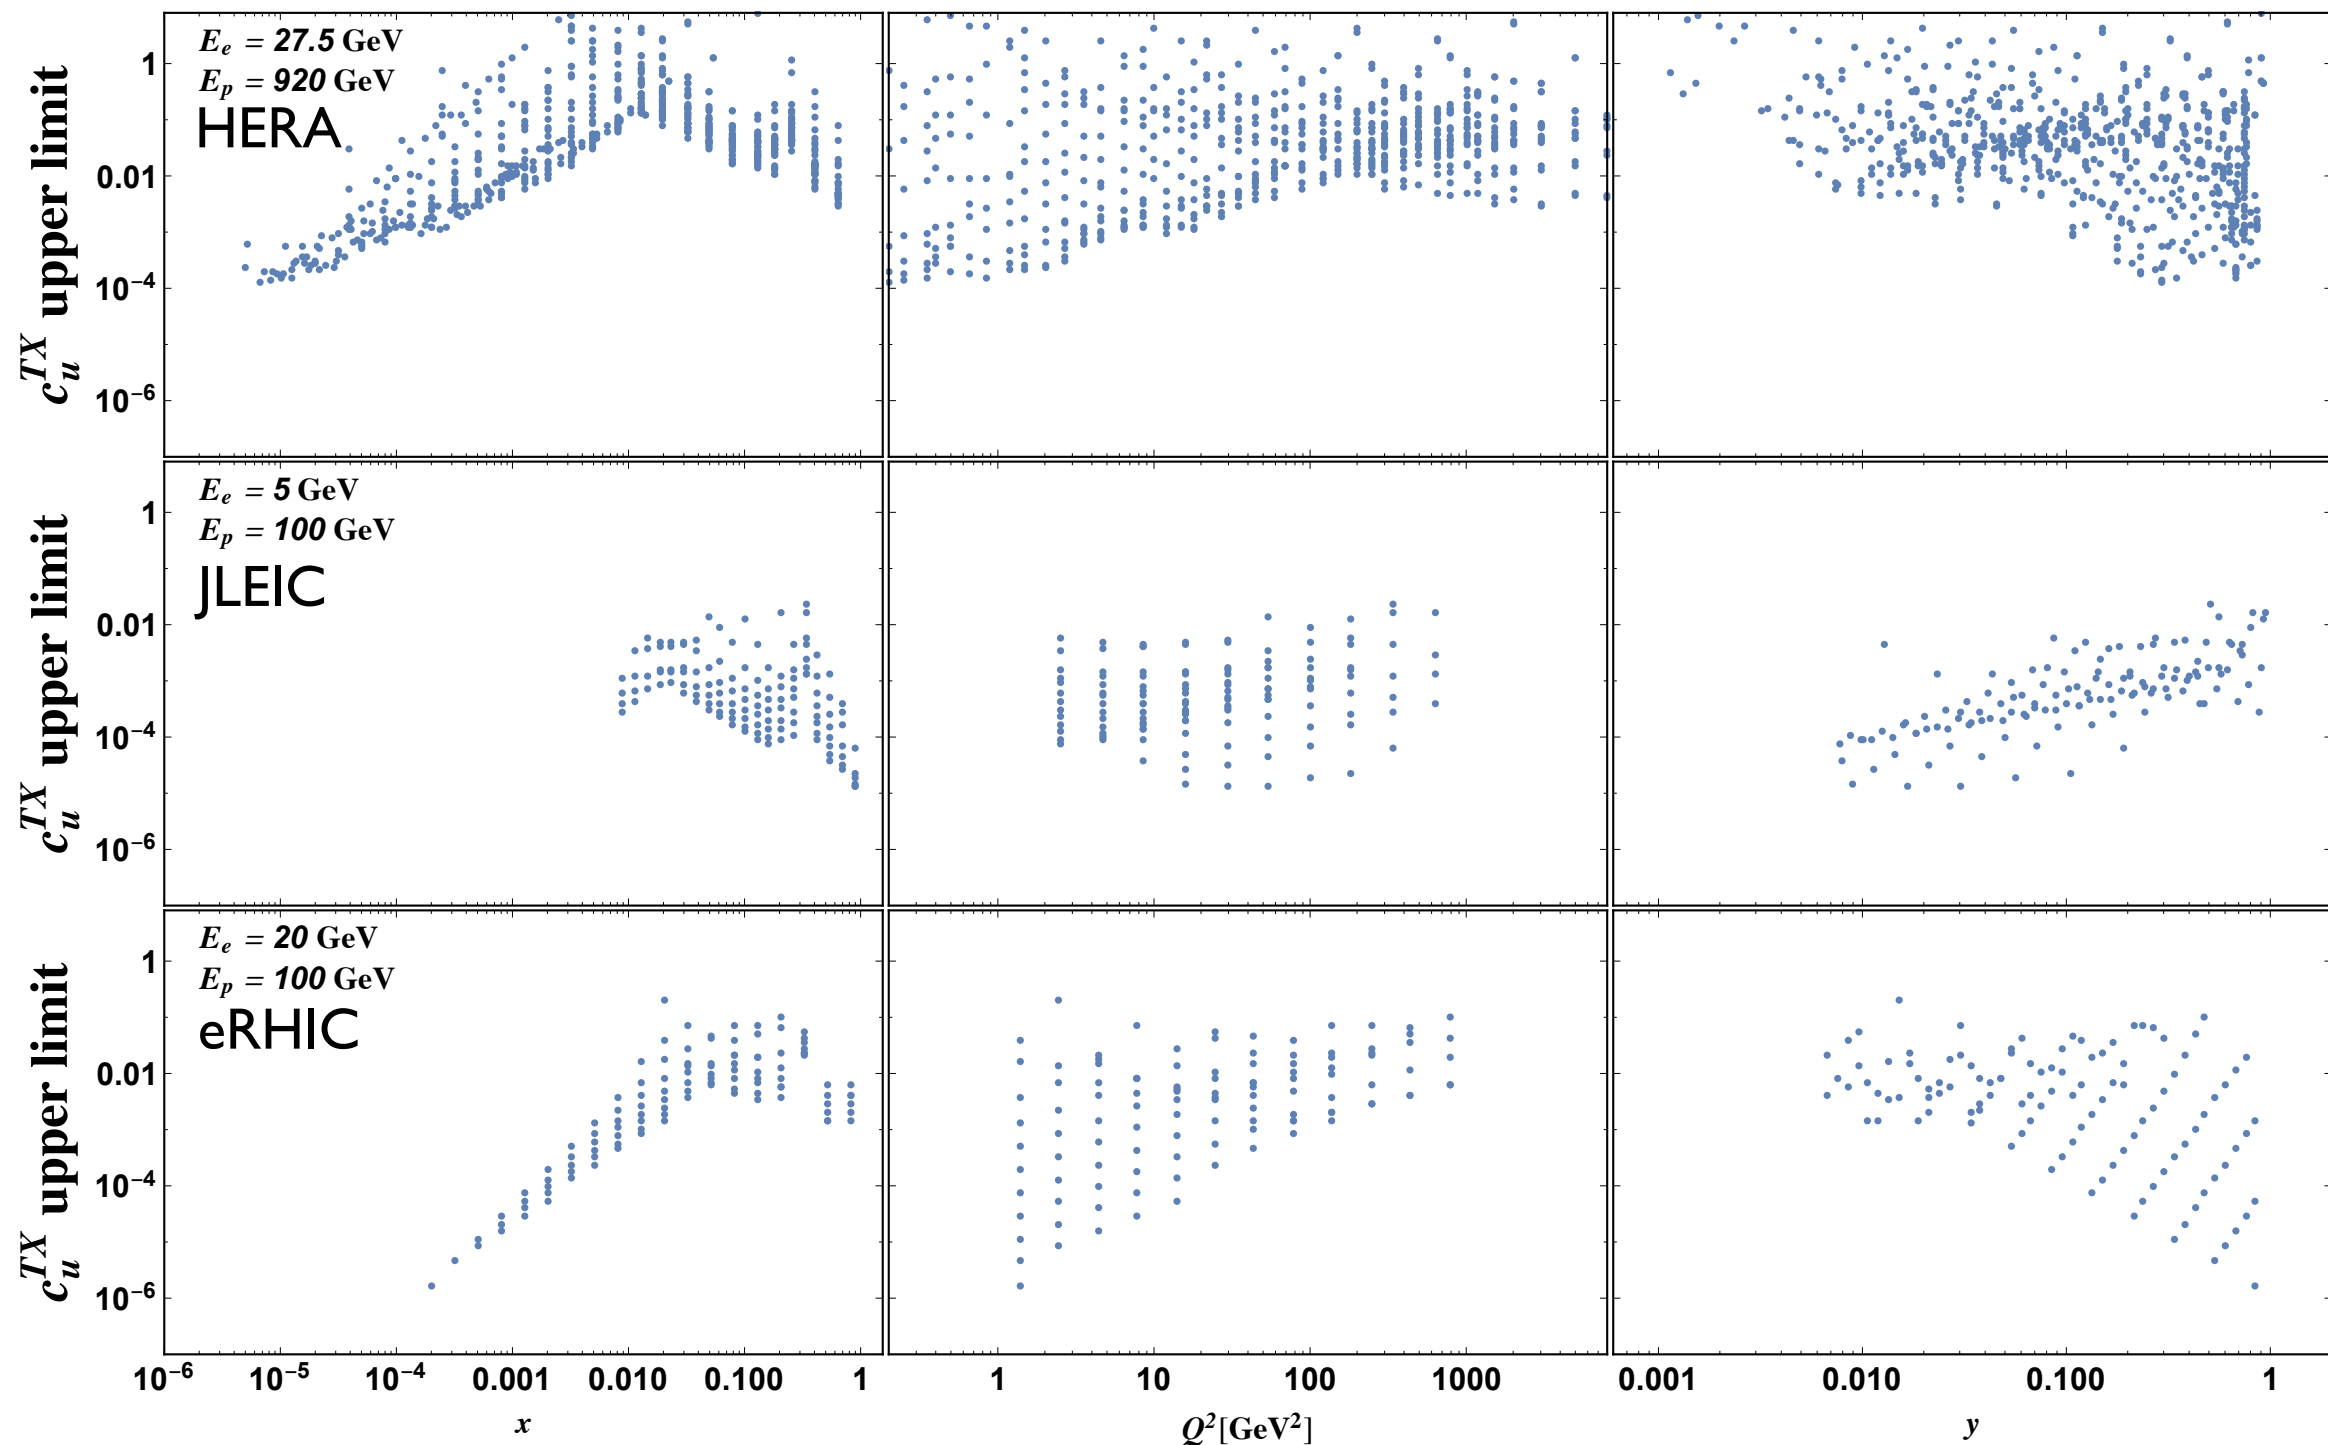 E_e = 27.5 GeV
E_p = 920 GeV
HERA
c_u^{TX} upper limit
1
0.01
10^{-4}
10^{-6}
E_e = 5 GeV
E_p = 100 GeV
JLEIC
c_u^{TX} upper limit
1
0.01
10^{-4}
10^{-6}
E_e = 20 GeV
E_p = 100 GeV
eRHIC
c_u^{TX} upper limit
1
0.01
10^{-4}
10^{-6}
10^{-6} 10^{-5} 10^{-4} 0.001 0.010 0.100 1
1 10 100 1000
0.001 0.010 0.100 1
x
Q^2[GeV^2]
y